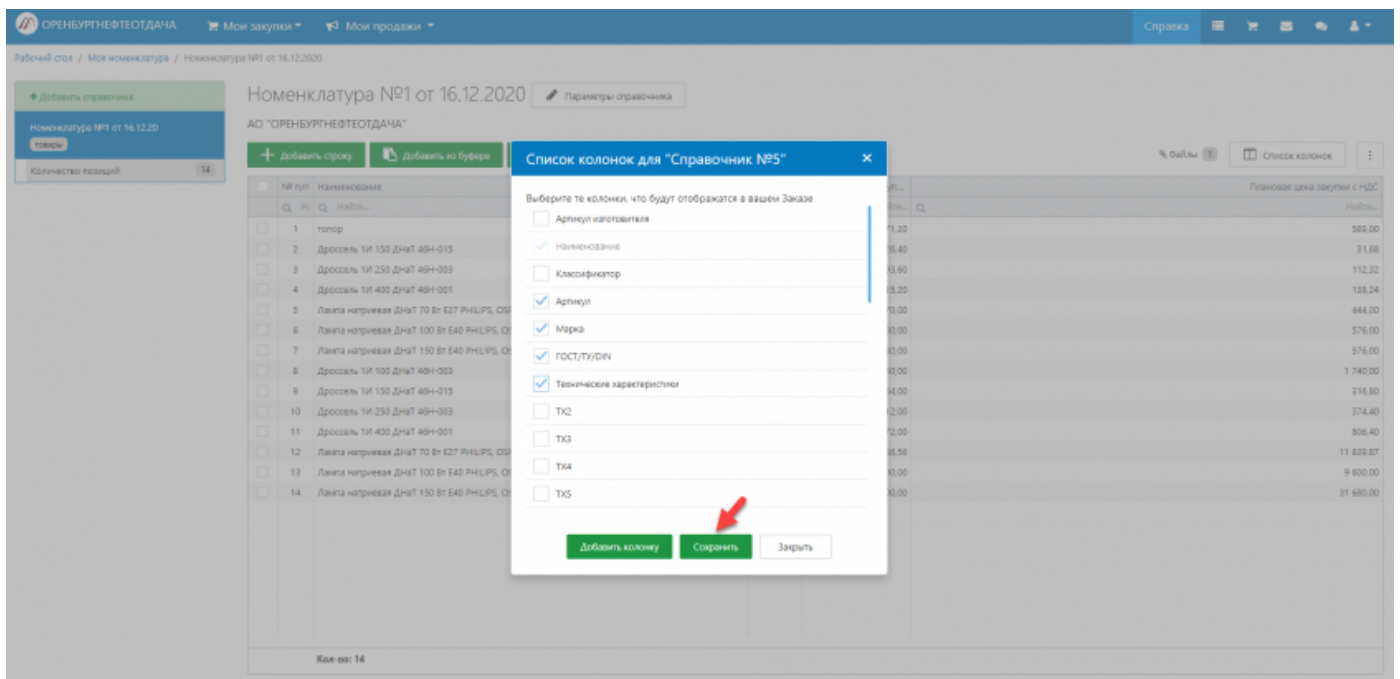 ОРЕНБУРГНЕФТЕОТДАЧА Мои закупки Мои продажи Справка
Рабочий стол / Моя номенклатура / Номенклатура №1 от 16.12.2020
Добавить справочник
Номенклатура №1 от 16.12.2020 Параметры справочника
Номенклатура №1 от 16.12.20
товары
Количество позиций 14
АО "ОРЕНБУРГНЕФТЕОТДАЧА"
Добавить строку Добавить из буфера Файлы 1 Список колонок
№ п/п Наименование Плановая цена закупки с НДС
Найти... Найти...
1 топор 589,00
2 Дроссель 1И 150 ДНаТ 46Н-015 31,68
3 Дроссель 1И 250 ДНаТ 46Н-003 112,32
4 Дроссель 1И 400 ДНаТ 46Н-001 138,24
5 Лампа натриевая ДНаТ 70 Вт E27 PHILIPS, 444,00
6 Лампа натриевая ДНаТ 100 Вт E40 PHILIPS, 576,00
7 Лампа натриевая ДНаТ 150 Вт E40 PHILIPS, 576,00
8 Дроссель 1И 100 ДНаТ 46Н-003 1 740,00
9 Дроссель 1И 150 ДНаТ 46Н-015 316,80
10 Дроссель 1И 250 ДНаТ 46Н-003 374,40
11 Дроссель 1И 400 ДНаТ 46Н-001 806,40
12 Лампа натриевая ДНаТ 70 Вт E27 PHILIPS, 11 839,87
13 Лампа натриевая ДНаТ 100 Вт E40 PHILIPS, 9 600,00
14 Лампа натриевая ДНаТ 150 Вт E40 PHILIPS, 31 680,00
Кол-во: 14
Список колонок для "Справочник №5" ×
Выберите те колонки, что будут отображатся в вашем Заказе
Артикул изготовителя
Наименование
Классификатор
Артикул
Марка
ГОСТ/ТУ/DIN
Технические характеристики
ТХ2
ТХ3
ТХ4
ТХ5
Добавить колонку Сохранить Закрыть